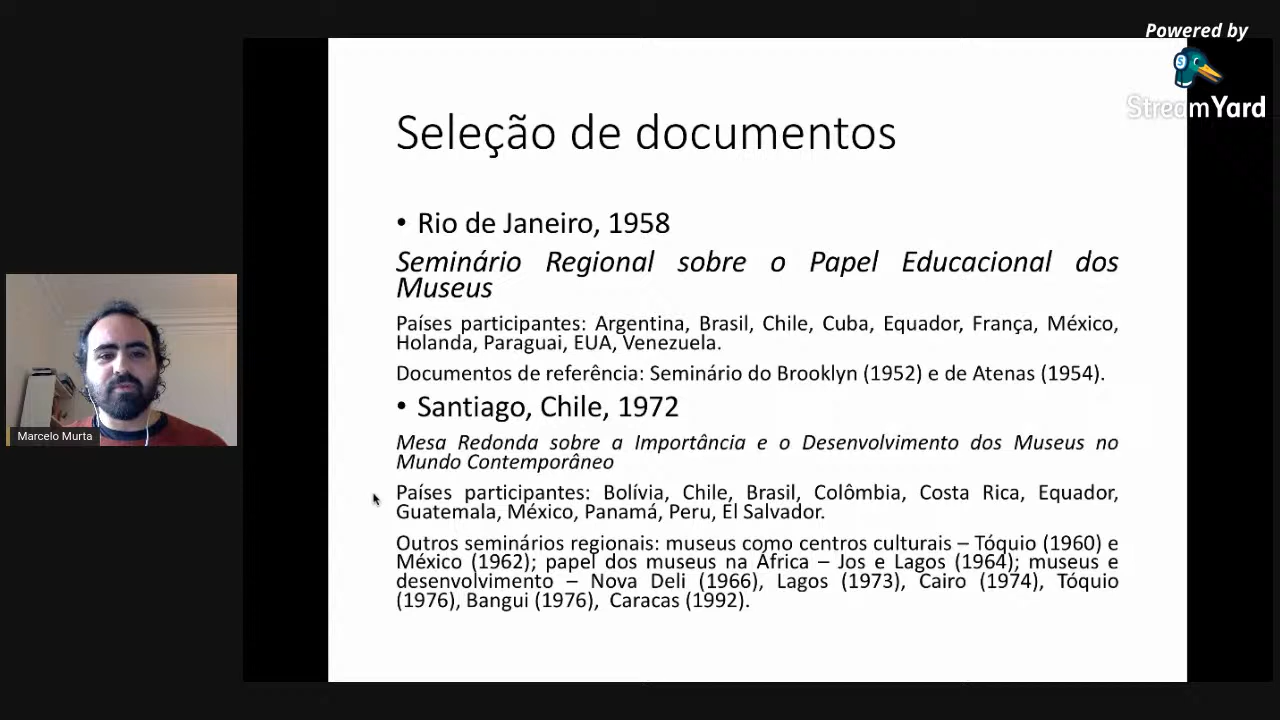 Powered by
StreamYard
Seleção de documentos
• Rio de Janeiro, 1958
Seminário Regional sobre o Papel Educacional dos
Museus
Países participantes: Argentina, Brasil, Chile, Cuba, Equador, França, México,
Holanda, Paraguai, EUA, Venezuela.
Documentos de referência: Seminário do Brooklyn (1952) e de Atenas (1954).
• Santiago, Chile, 1972
Mesa Redonda sobre a Importância e o Desenvolvimento dos Museus no
Mundo Contemporâneo
Países participantes: Bolívia, Chile, Brasil, Colômbia, Costa Rica, Equador,
Guatemala, México, Panamá, Peru, El Salvador.
Outros seminários regionais: museus como centros culturais – Tóquio (1960) e
México (1962); papel dos museus na África – Jos e Lagos (1964); museus e
desenvolvimento – Nova Deli (1966), Lagos (1973), Cairo (1974), Tóquio
(1976), Bangui (1976), Caracas (1992).
Marcelo Murta